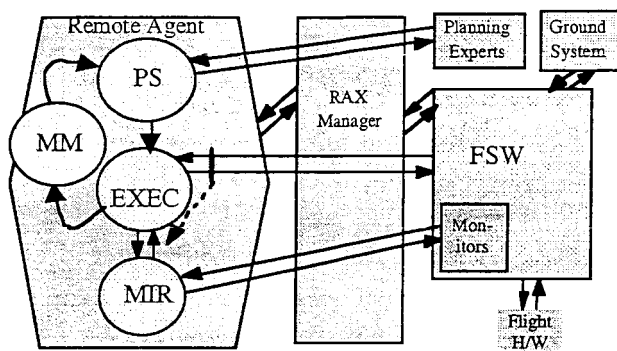 Remote Agent
Planning
Experts
Ground
System
PS
RAX
Manager
MM
FSW
EXEC
Mon-
itors
MIR
Flight
H/W